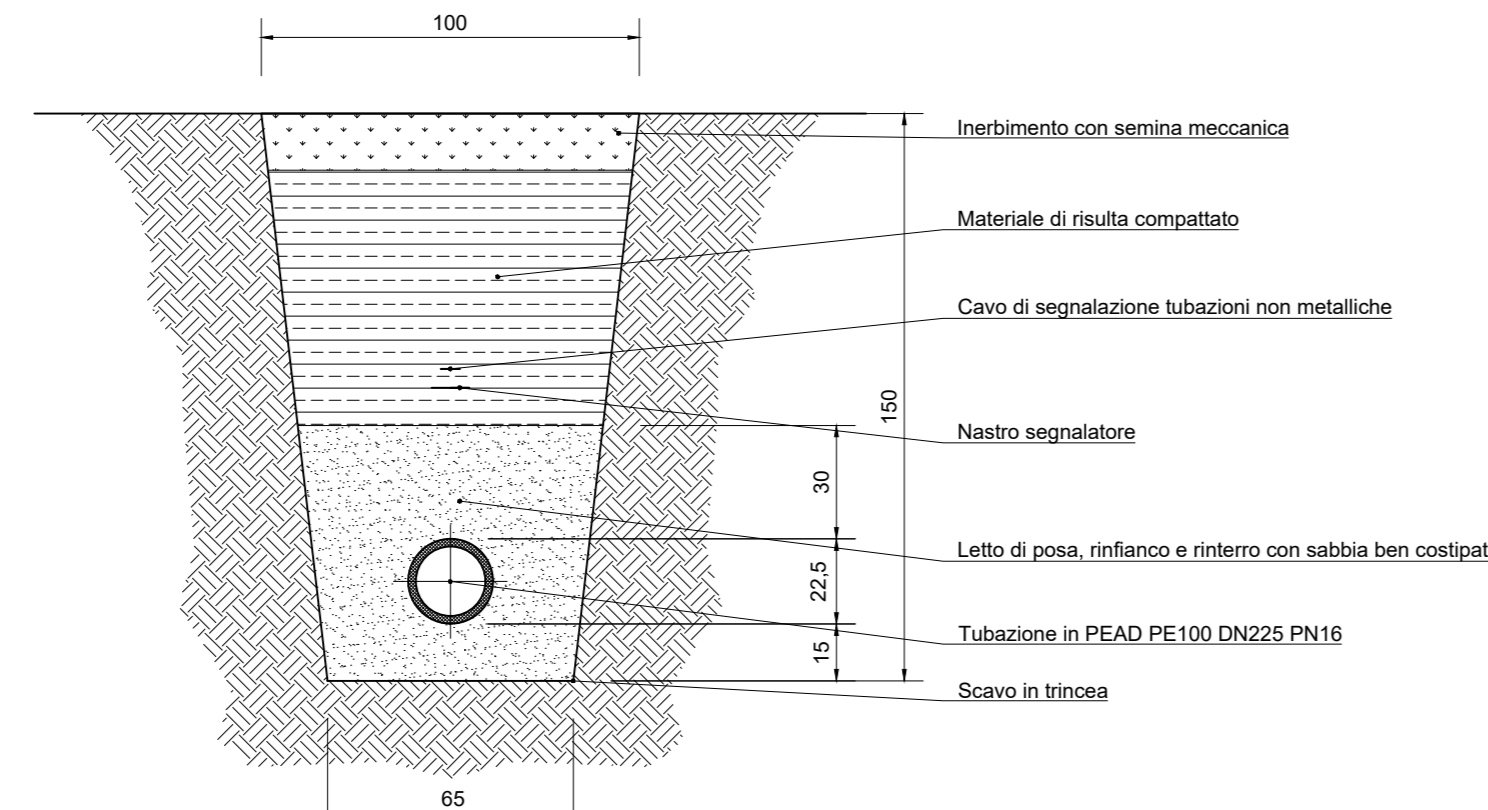 100
Inerbimento con semina meccanica
Materiale di risulta compattato
Cavo di segnalazione tubazioni non metalliche
150
Nastro segnalatore
30
Letto di posa, rinfianco e rinterro con sabbia ben costipat
22,5
Tubazione in PEAD PE100 DN225 PN16
15
Scavo in trincea
65